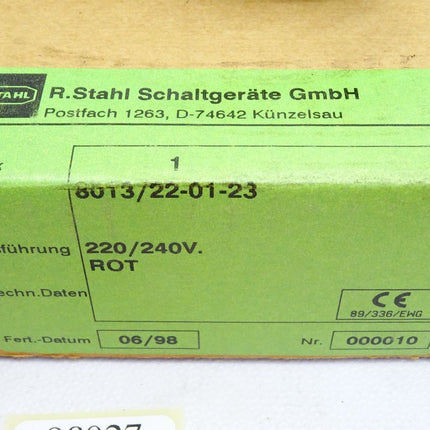 STAHL
R.Stahl Schaltgeräte GmbH
Postfach 1263, D-74642 Künzelsau
1
8013/22-01-23
sführung 220/240V.
ROT
echn.Daten
CE
89/336/EWG
Fert.-Datum 06/98 Nr. 000010